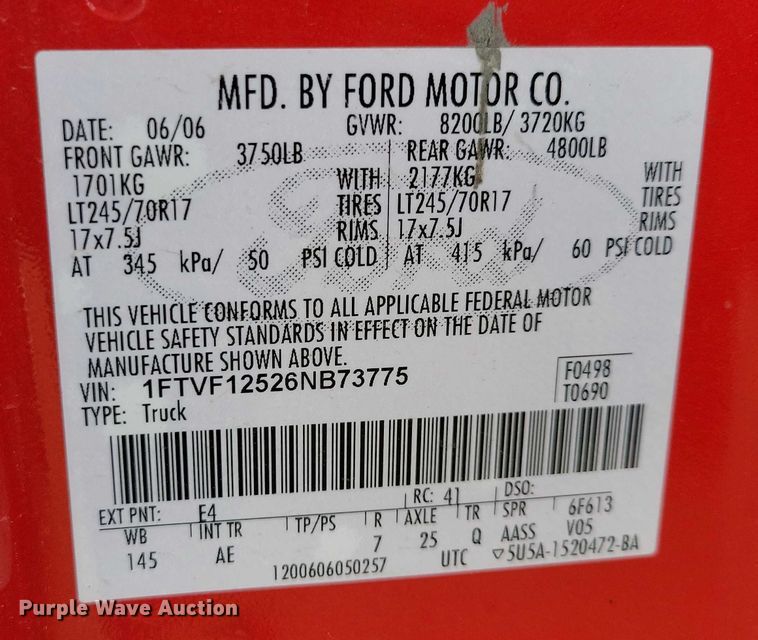 MFD. BY FORD MOTOR CO.
DATE: 06/06 GVWR: 8200LB/ 3720KG
FRONT GAWR: 3750LB REAR GAWR: 4800LB
1701KG WITH 2177KG WITH
LT245/70R17 TIRES LT245/70R17 TIRES
17x7.5J RIMS 17x7.5J RIMS
AT 345 kPa/ 50 PSI COLD AT 415 kPa/ 60 PSI COLD
THIS VEHICLE CONFORMS TO ALL APPLICABLE FEDERAL MOTOR
VEHICLE SAFETY STANDARDS IN EFFECT ON THE DATE OF
MANUFACTURE SHOWN ABOVE.
VIN: 1FTVF12526NB73775 F0498
TYPE: Truck T0690
EXT PNT: E4 RC: 41 DSO:
WB INT TR TP/PS R AXLE TR SPR 6F613
145 AE 7 25 Q AASS V05
1200606050257 UTC ▽5U5A-1520472-BA
Ford
Purple Wave Auction